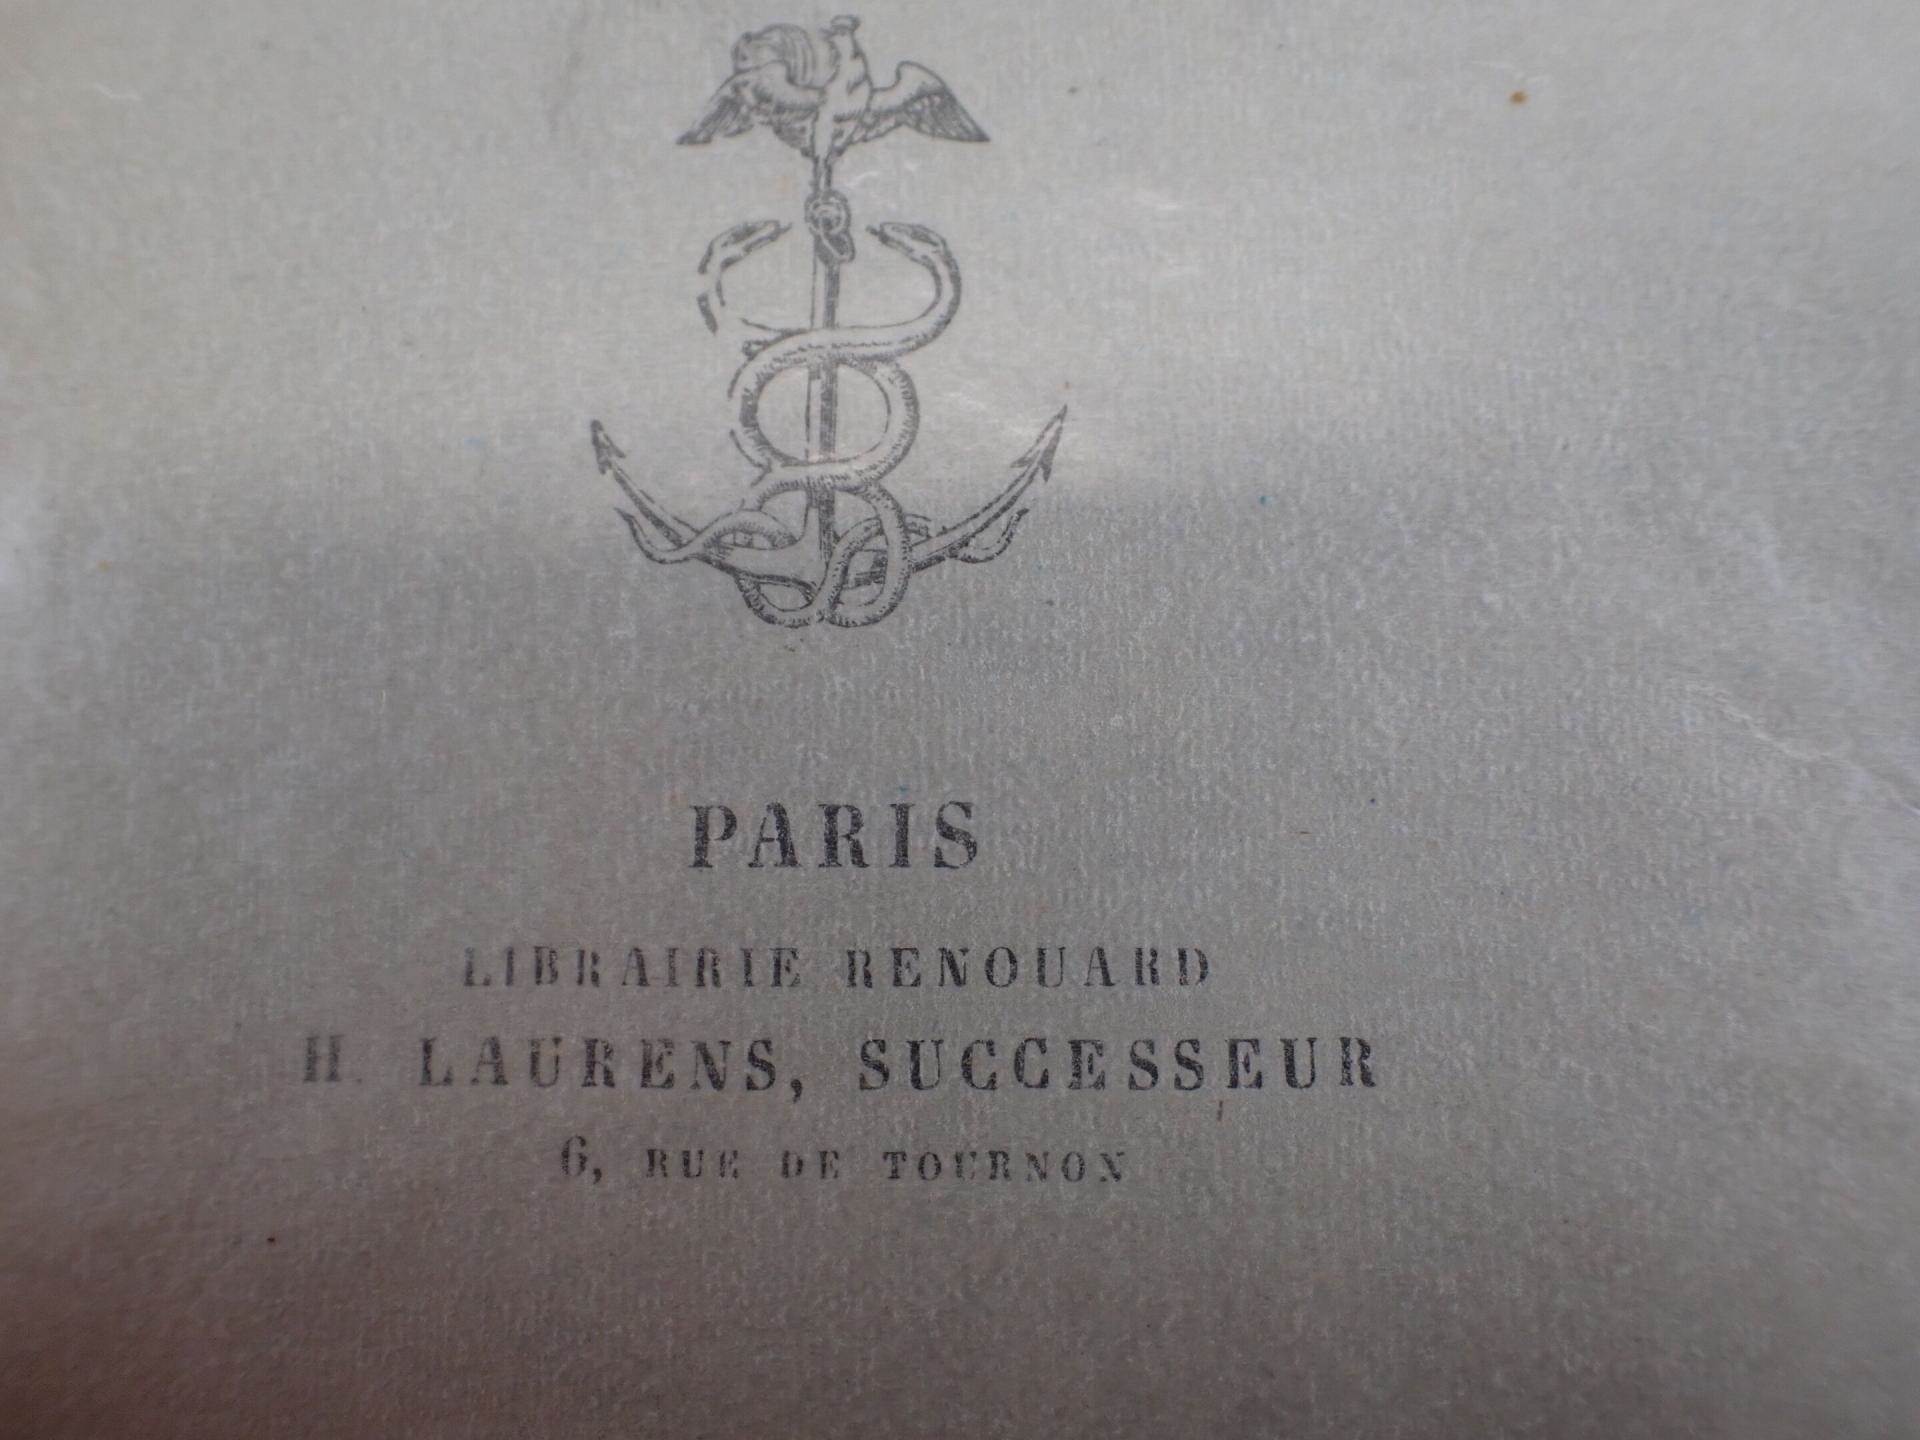 PARIS
LIBRAIRIE RENOUARD
H. LAURENS, SUCCESSEUR
6, RUE DE TOURNON